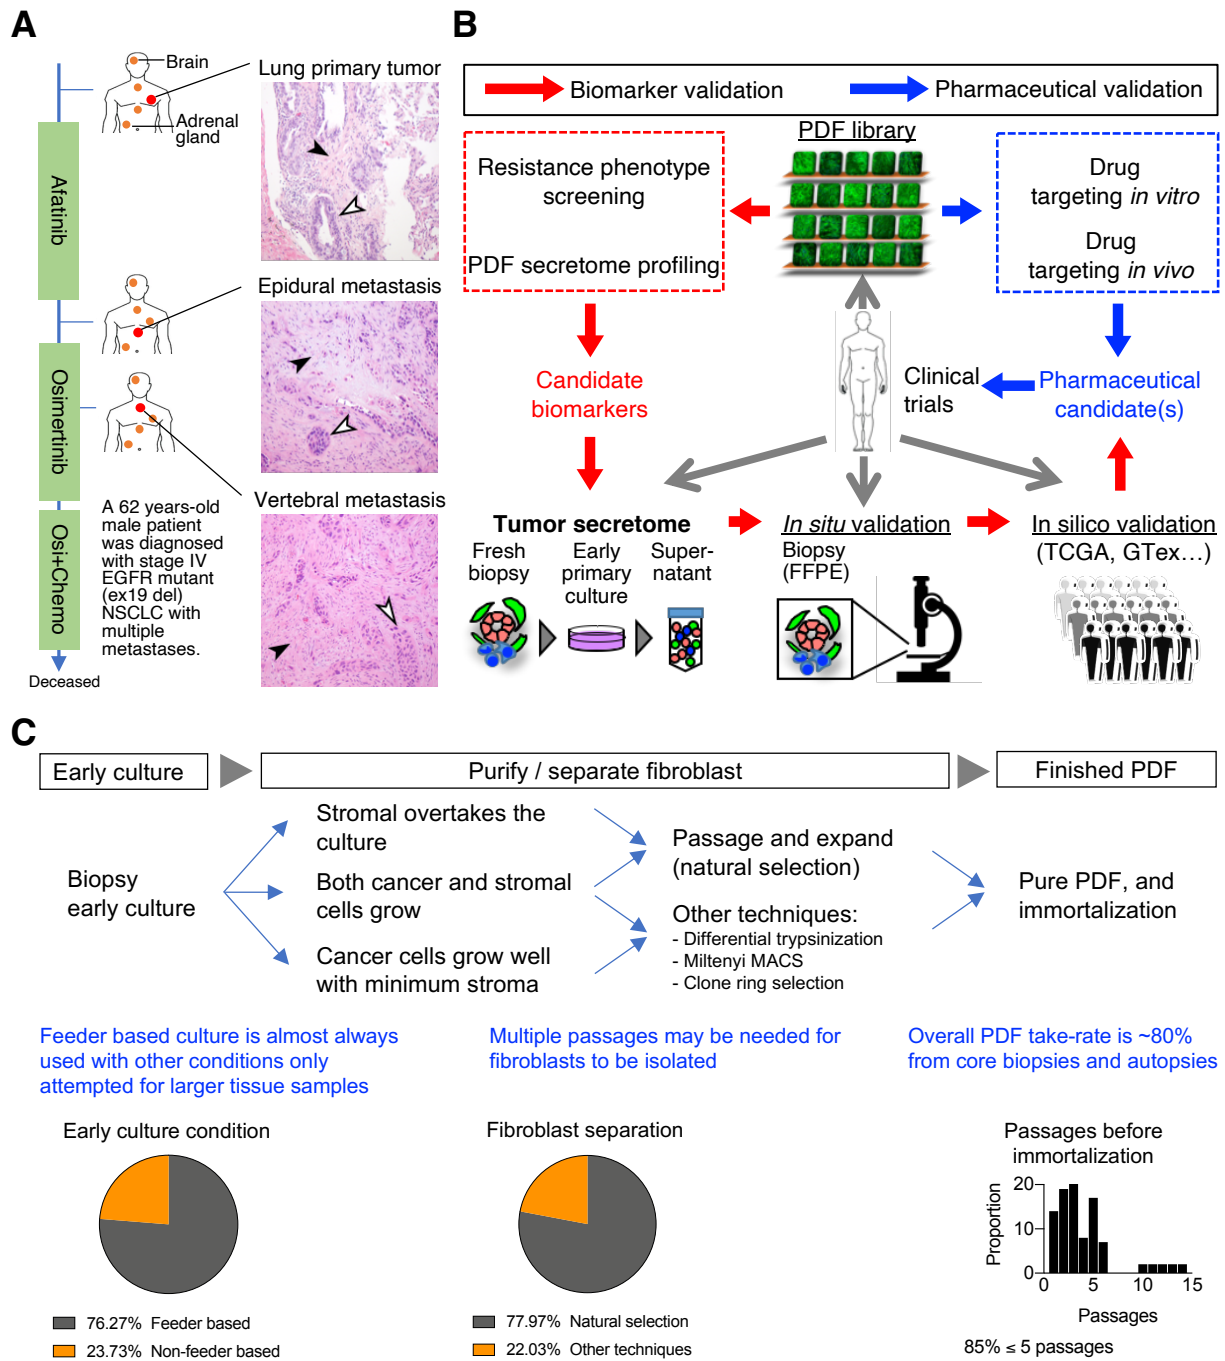 A
Brain
Adrenal
gland
Lung primary tumor
Afatinib
Epidural metastasis
Osimertinib
Vertebral metastasis
Osi+Chemo
A 62 years-old
male patient
was diagnosed
with stage IV
EGFR mutant
(ex19 del)
NSCLC with
multiple
metastases.
Deceased
B
Biomarker validation
Pharmaceutical validation
Resistance phenotype
screening
PDF secretome profiling
PDF library
Drug
targeting in vitro
Drug
targeting in vivo
Candidate
biomarkers
Clinical
trials
Pharmaceutical
candidate(s)
Tumor secretome
Fresh
biopsy
Early
primary
culture
Super-
natant
In situ validation
Biopsy
(FFPE)
In silico validation
(TCGA, GTex…)
C
Early culture
Purify / separate fibroblast
Finished PDF
Biopsy
early culture
Stromal overtakes the
culture
Both cancer and stromal
cells grow
Cancer cells grow well
with minimum stroma
Passage and expand
(natural selection)
Other techniques:
- Differential trypsinization
- Miltenyi MACS
- Clone ring selection
Pure PDF, and
immortalization
Feeder based culture is almost always
used with other conditions only
attempted for larger tissue samples
Multiple passages may be needed for
fibroblasts to be isolated
Overall PDF take-rate is ~80%
from core biopsies and autopsies
Early culture condition
76.27% Feeder based
23.73% Non-feeder based
Fibroblast separation
77.97% Natural selection
22.03% Other techniques
Passages before
immortalization
Proportion
20
10
0
0 5 10 15
Passages
85% ≤ 5 passages